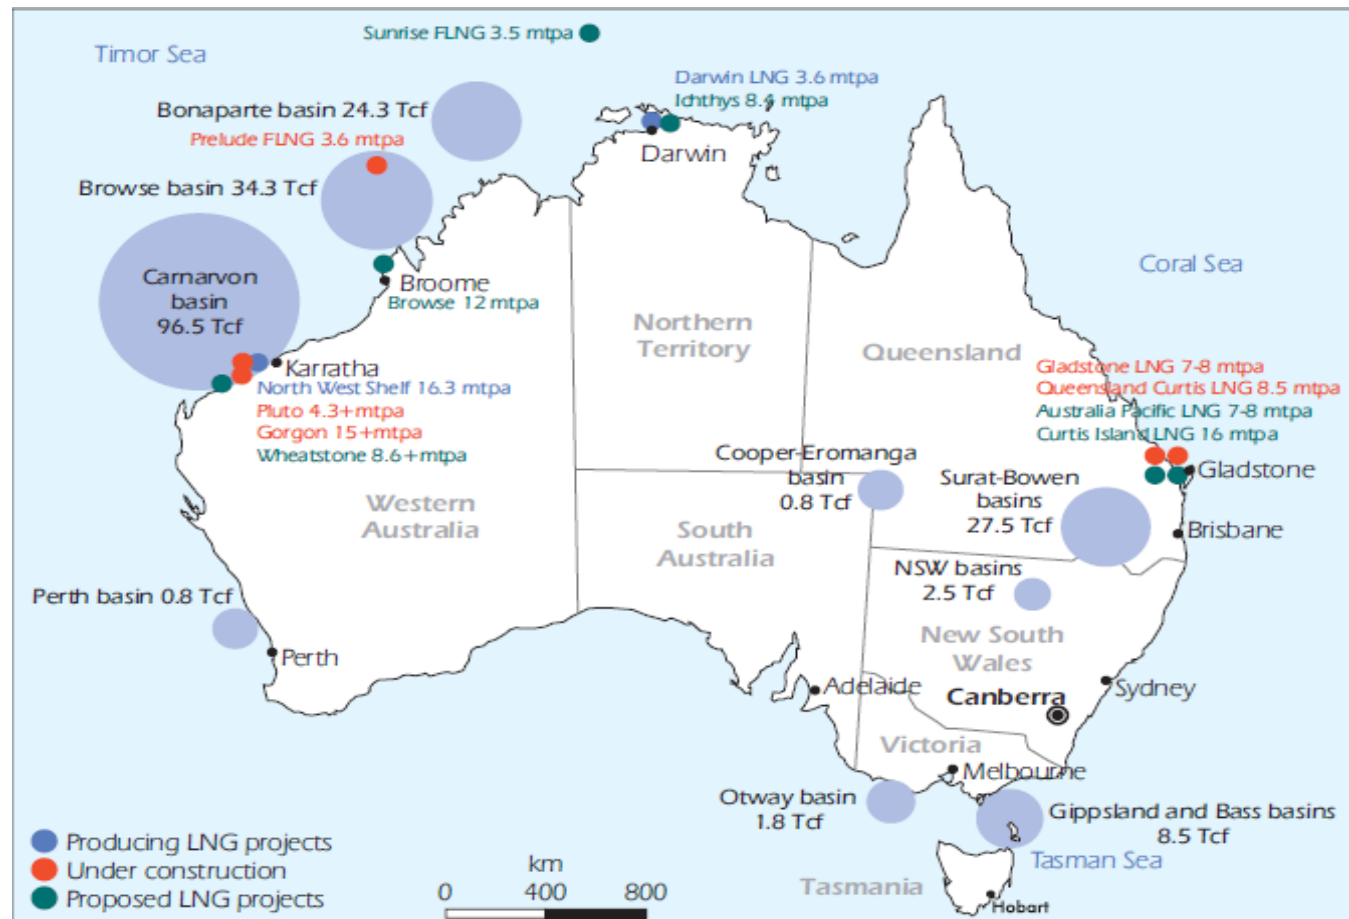 Sunrise FLNG 3.5 mtpa
Timor Sea
Darwin LNG 3.6 mtpa
Ichthys 8.4 mtpa
Bonaparte basin 24.3 Tcf
Prelude FLNG 3.6 mtpa
Darwin
Browse basin 34.3 Tcf
Coral Sea
Carnarvon
basin
96.5 Tcf
Broome
Browse 12 mtpa
Northern
Territory
Queensland
Karratha
North West Shelf 16.3 mtpa
Pluto 4.3+mtpa
Gorgon 15+mtpa
Wheatstone 8.6+mtpa
Gladstone LNG 7-8 mtpa
Queensland Curtis LNG 8.5 mtpa
Australia Pacific LNG 7-8 mtpa
Curtis Island LNG 16 mtpa
Gladstone
Cooper-Eromanga
basin
0.8 Tcf
Surat-Bowen
basins
27.5 Tcf
Brisbane
Western
Australia
South
Australia
NSW basins
2.5 Tcf
Perth basin 0.8 Tcf
Perth
New South
Wales
Adelaide
Canberra
Sydney
Victoria
Melbourne
Otway basin
1.8 Tcf
Gippsland and Bass basins
8.5 Tcf
Tasman Sea
Tasmania
Hobart
Producing LNG projects
Under construction
Proposed LNG projects
km
0 400 800